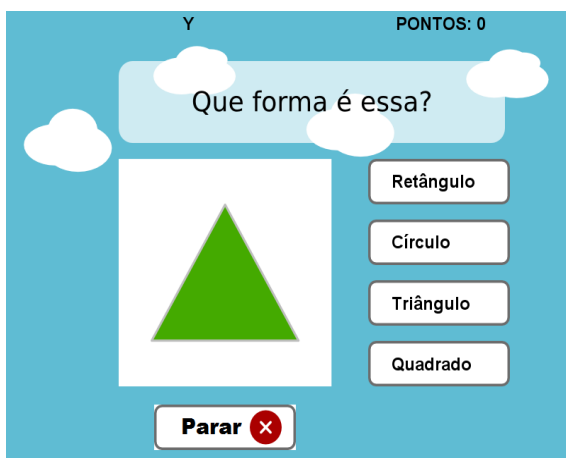 Y PONTOS: 0
Que forma é essa?
Retângulo
Círculo
Triângulo
Quadrado
Parar